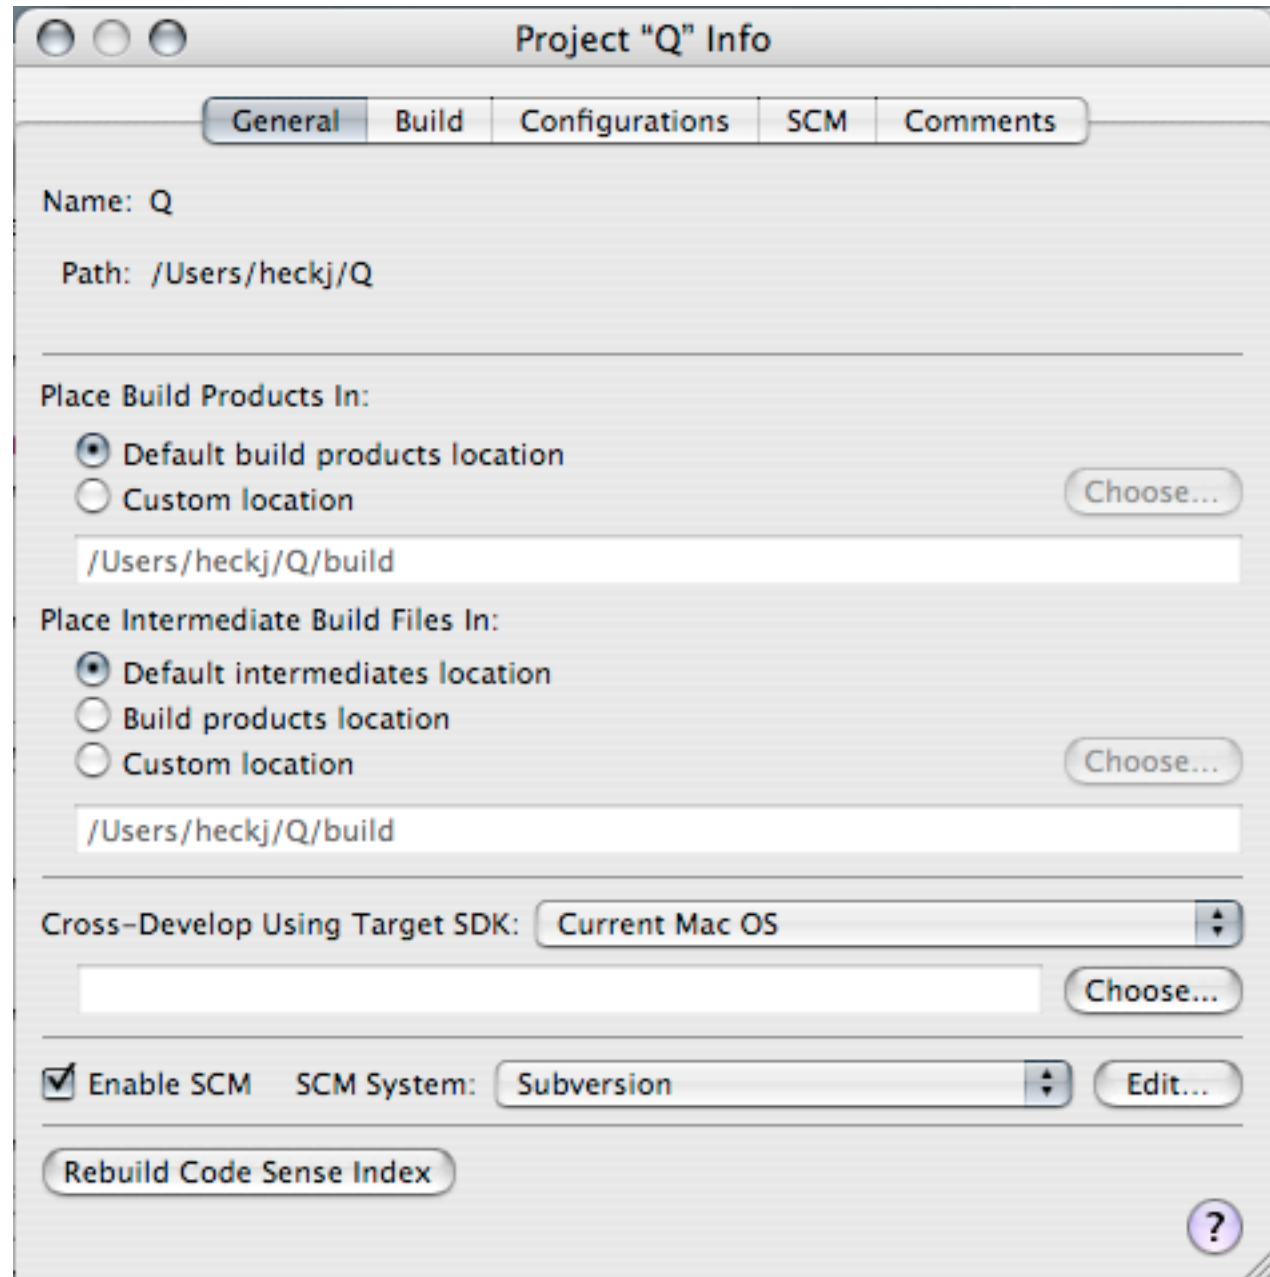 Project “Q” Info
General Build Configurations SCM Comments
Name: Q
Path: /Users/heckj/Q
Place Build Products In:
Default build products location
Custom location
Choose...
/Users/heckj/Q/build
Place Intermediate Build Files In:
Default intermediates location
Build products location
Custom location
Choose...
/Users/heckj/Q/build
Cross-Develop Using Target SDK: Current Mac OS
Choose...
Enable SCM SCM System: Subversion Edit...
Rebuild Code Sense Index
?